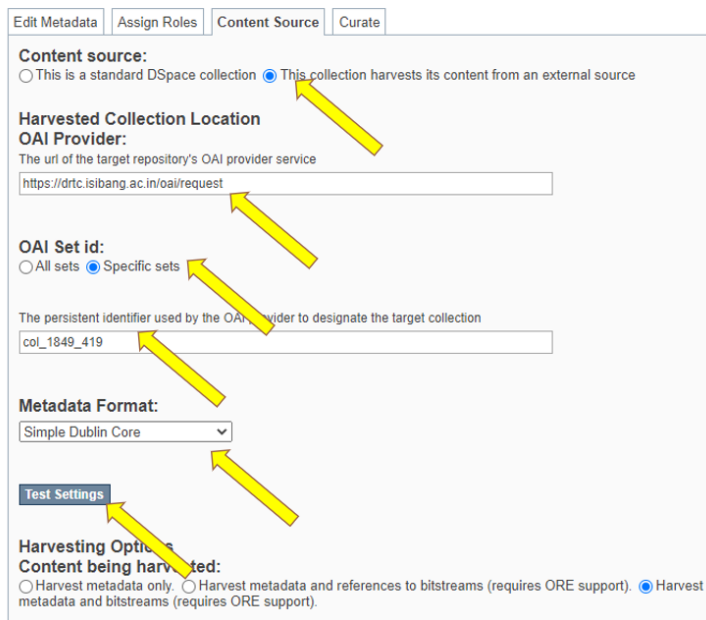 Edit Metadata Assign Roles Content Source Curate
Content source:
This is a standard DSpace collection This collection harvests its content from an external source
Harvested Collection Location
OAI Provider:
The url of the target repository's OAI provider service
https://drtc.isibang.ac.in/oai/request
OAI Set id:
All sets Specific sets
The persistent identifier used by the OAI provider to designate the target collection
col_1849_419
Metadata Format:
Simple Dublin Core
Test Settings
Harvesting Options
Content being harvested:
Harvest metadata only. Harvest metadata and references to bitstreams (requires ORE support). Harvest
metadata and bitstreams (requires ORE support).